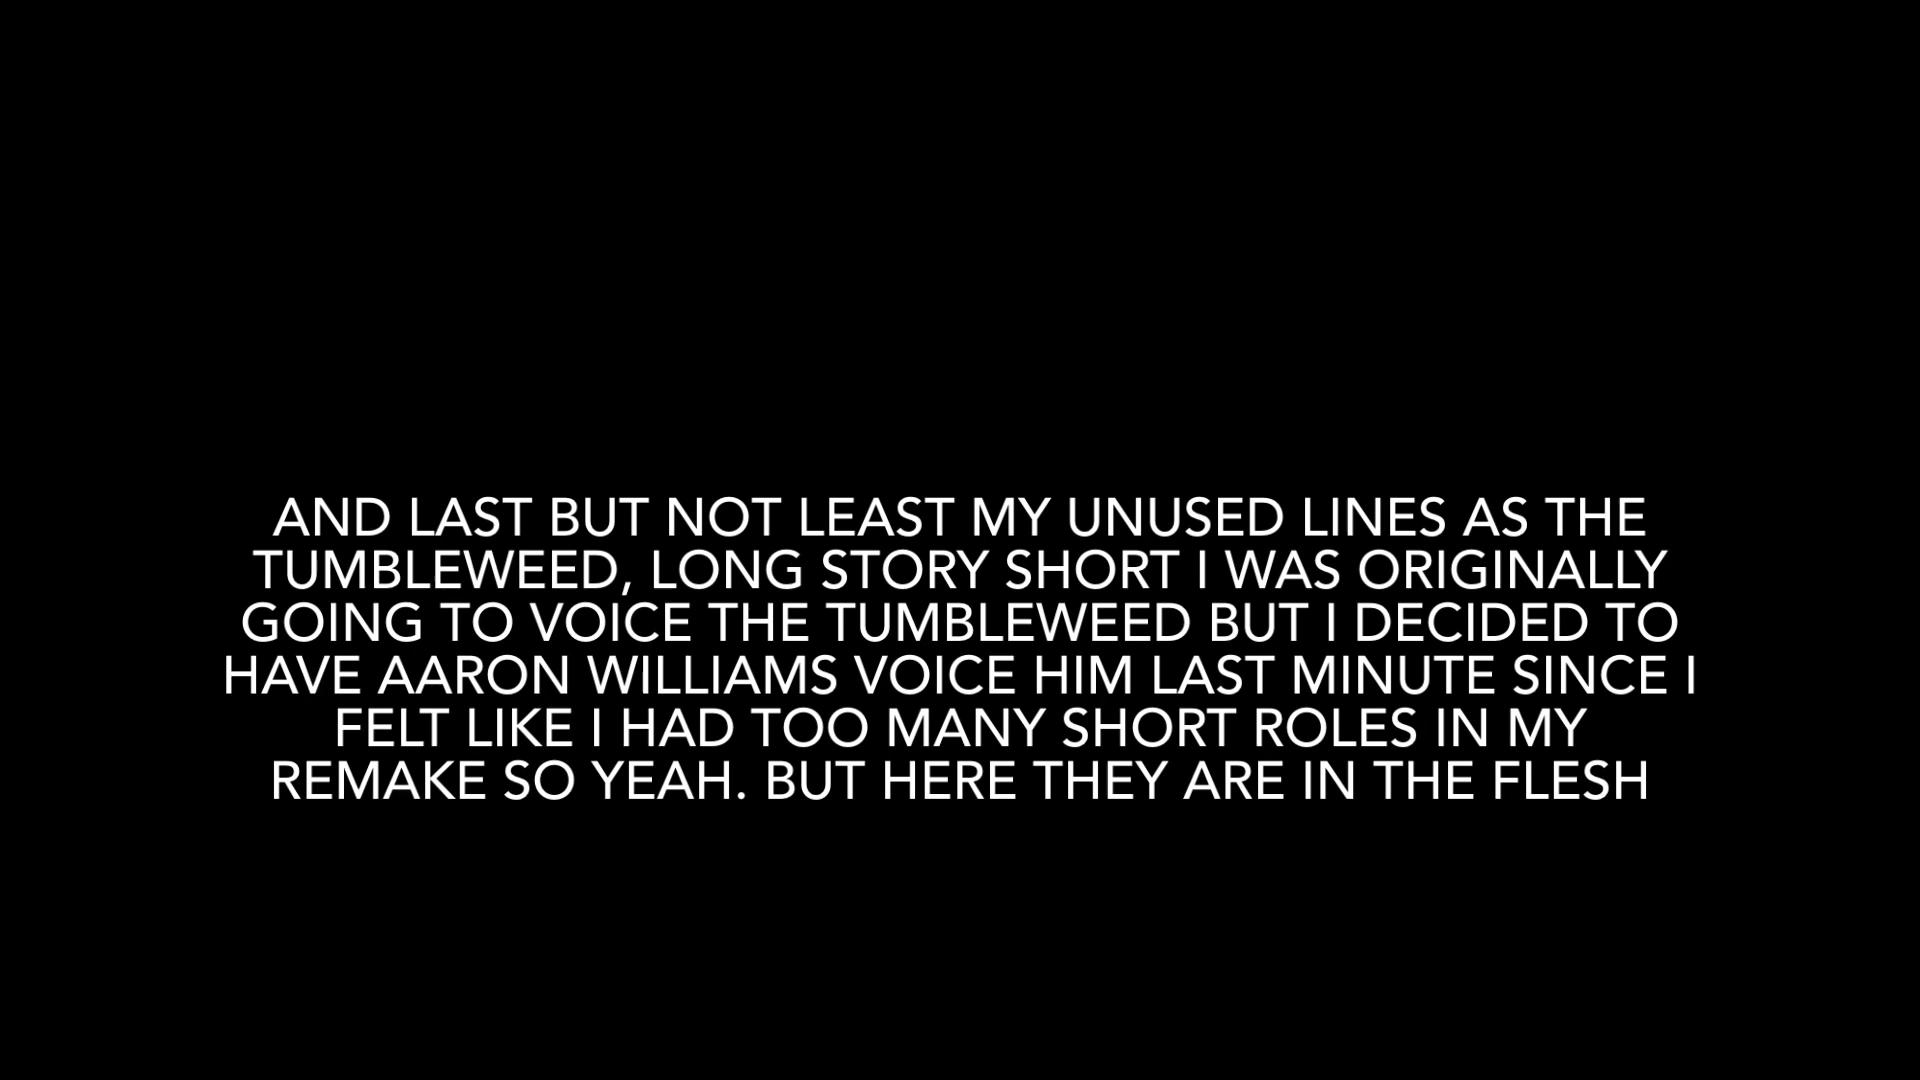 AND LAST BUT NOT LEAST MY UNUSED LINES AS THE
TUMBLEWEED, LONG STORY SHORT I WAS ORIGINALLY
GOING TO VOICE THE TUMBLEWEED BUT I DECIDED TO
HAVE AARON WILLIAMS VOICE HIM LAST MINUTE SINCE I
FELT LIKE I HAD TOO MANY SHORT ROLES IN MY
REMAKE SO YEAH. BUT HERE THEY ARE IN THE FLESH